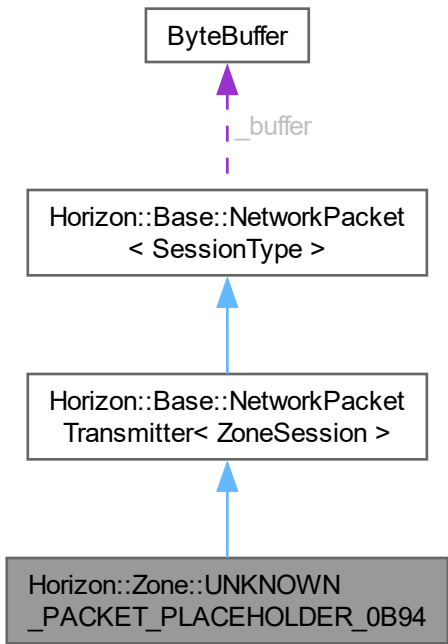 ByteBuffer
_buffer
Horizon::Base::NetworkPacket
< SessionType >
Horizon::Base::NetworkPacket
Transmitter< ZoneSession >
Horizon::Zone::UNKNOWN
_PACKET_PLACEHOLDER_0B94